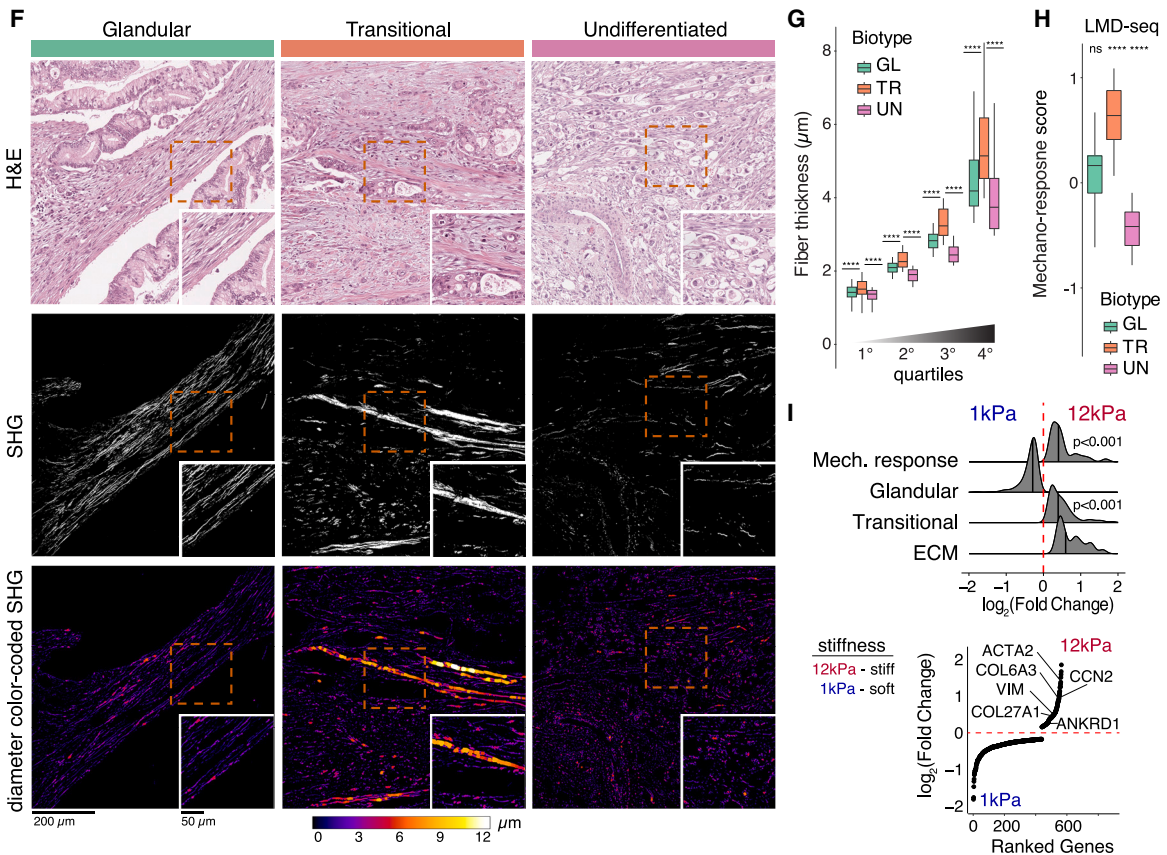 F
Glandular
Transitional
Undifferentiated
H&E
SHG
diameter color-coded SHG
200 µm
50 µm
µm
0 3 6 9 12
G
Biotype
GL
TR
UN
Fiber thickness (µm)
8
6
4
2
0
**** ****
**** ****
**** ****
**** ****
1° 2° 3° 4°
quartiles
H
LMD-seq
ns **** ****
Mechano-resposne score
1
0
-1
Biotype
GL
TR
UN
I
1kPa 12kPa
Mech. response
p<0.001
Glandular
Transitional
p<0.001
ECM
−2 −1 0 1 2
log2(Fold Change)
stiffness
12kPa - stiff
1kPa - soft
log2(Fold Change)
2
1
0
−1
−2
ACTA2
12kPa
COL6A3
CCN2
VIM
COL27A1
ANKRD1
1kPa
0 200 600
Ranked Genes